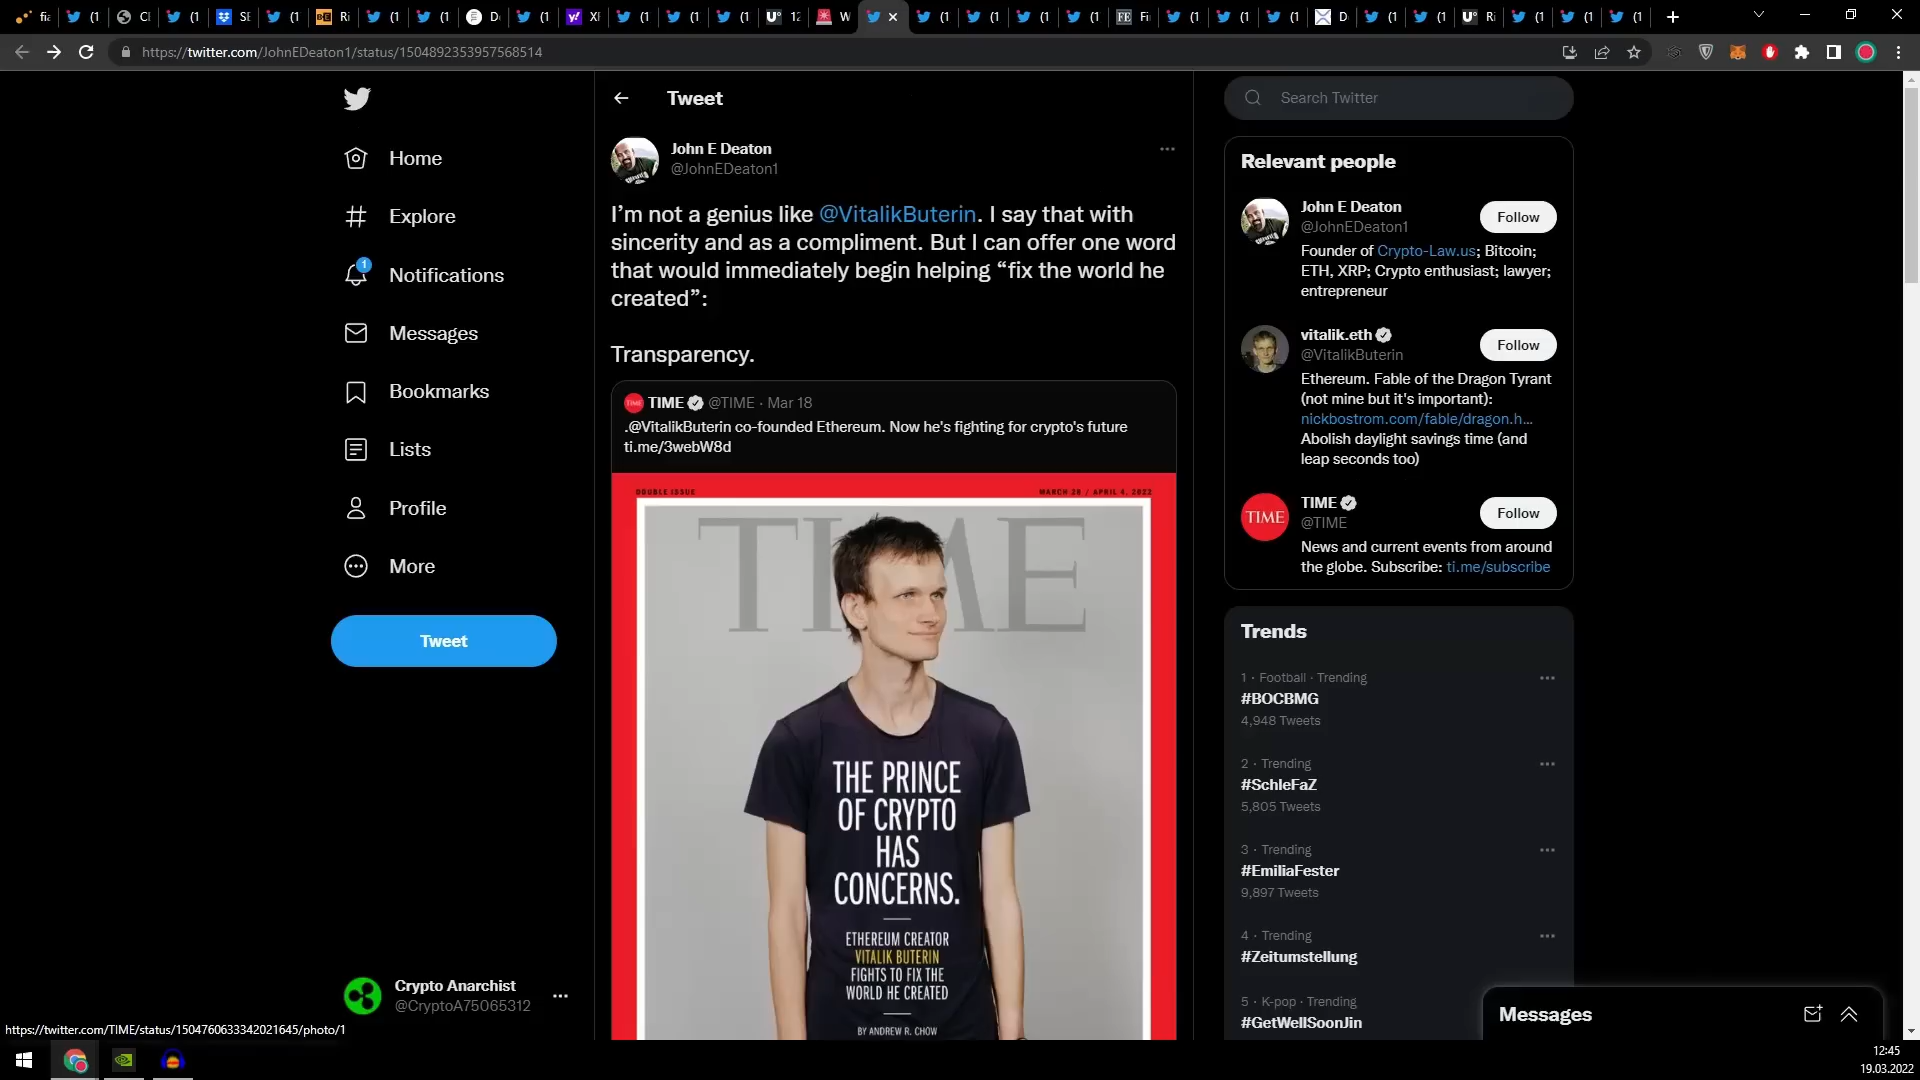 https://twitter.com/JohnEDeaton1/status/1504892353957568514
Home
Explore
1
Notifications
Messages
Bookmarks
Lists
Profile
More
Tweet
Crypto Anarchist
@CryptoA75065312
https://twitter.com/TIME/status/1504760633342021645/photo/1
Tweet
John E Deaton
@JohnEDeaton1
I’m not a genius like @VitalikButerin. I say that with
sincerity and as a compliment. But I can offer one word
that would immediately begin helping “fix the world he
created”:
Transparency.
TIME @TIME · Mar 18
.@VitalikButerin co-founded Ethereum. Now he's fighting for crypto's future
ti.me/3webW8d
DOUBLE ISSUE
MARCH 28 / APRIL 4, 2022
TIME
THE PRINCE
OF CRYPTO
HAS
CONCERNS.
ETHEREUM CREATOR
VITALIK BUTERIN
FIGHTS TO FIX THE
WORLD HE CREATED
BY ANDREW R. CHOW
Search Twitter
Relevant people
John E Deaton
@JohnEDeaton1
Follow
Founder of Crypto-Law.us; Bitcoin;
ETH, XRP; Crypto enthusiast; lawyer;
entrepreneur
vitalik.eth
@VitalikButerin
Follow
Ethereum. Fable of the Dragon Tyrant
(not mine but it's important):
nickbostrom.com/fable/dragon.h...
Abolish daylight savings time (and
leap seconds too)
TIME
TIME
@TIME
Follow
News and current events from around
the globe. Subscribe: ti.me/subscribe
Trends
1 · Football · Trending
#BOCBMG
4,948 Tweets
2 · Trending
#SchleFaZ
5,805 Tweets
3 · Trending
#EmiliaFester
9,897 Tweets
4 · Trending
#Zeitumstellung
5 · K-pop · Trending
#GetWellSoonJin
Messages
12:45
19.03.2022